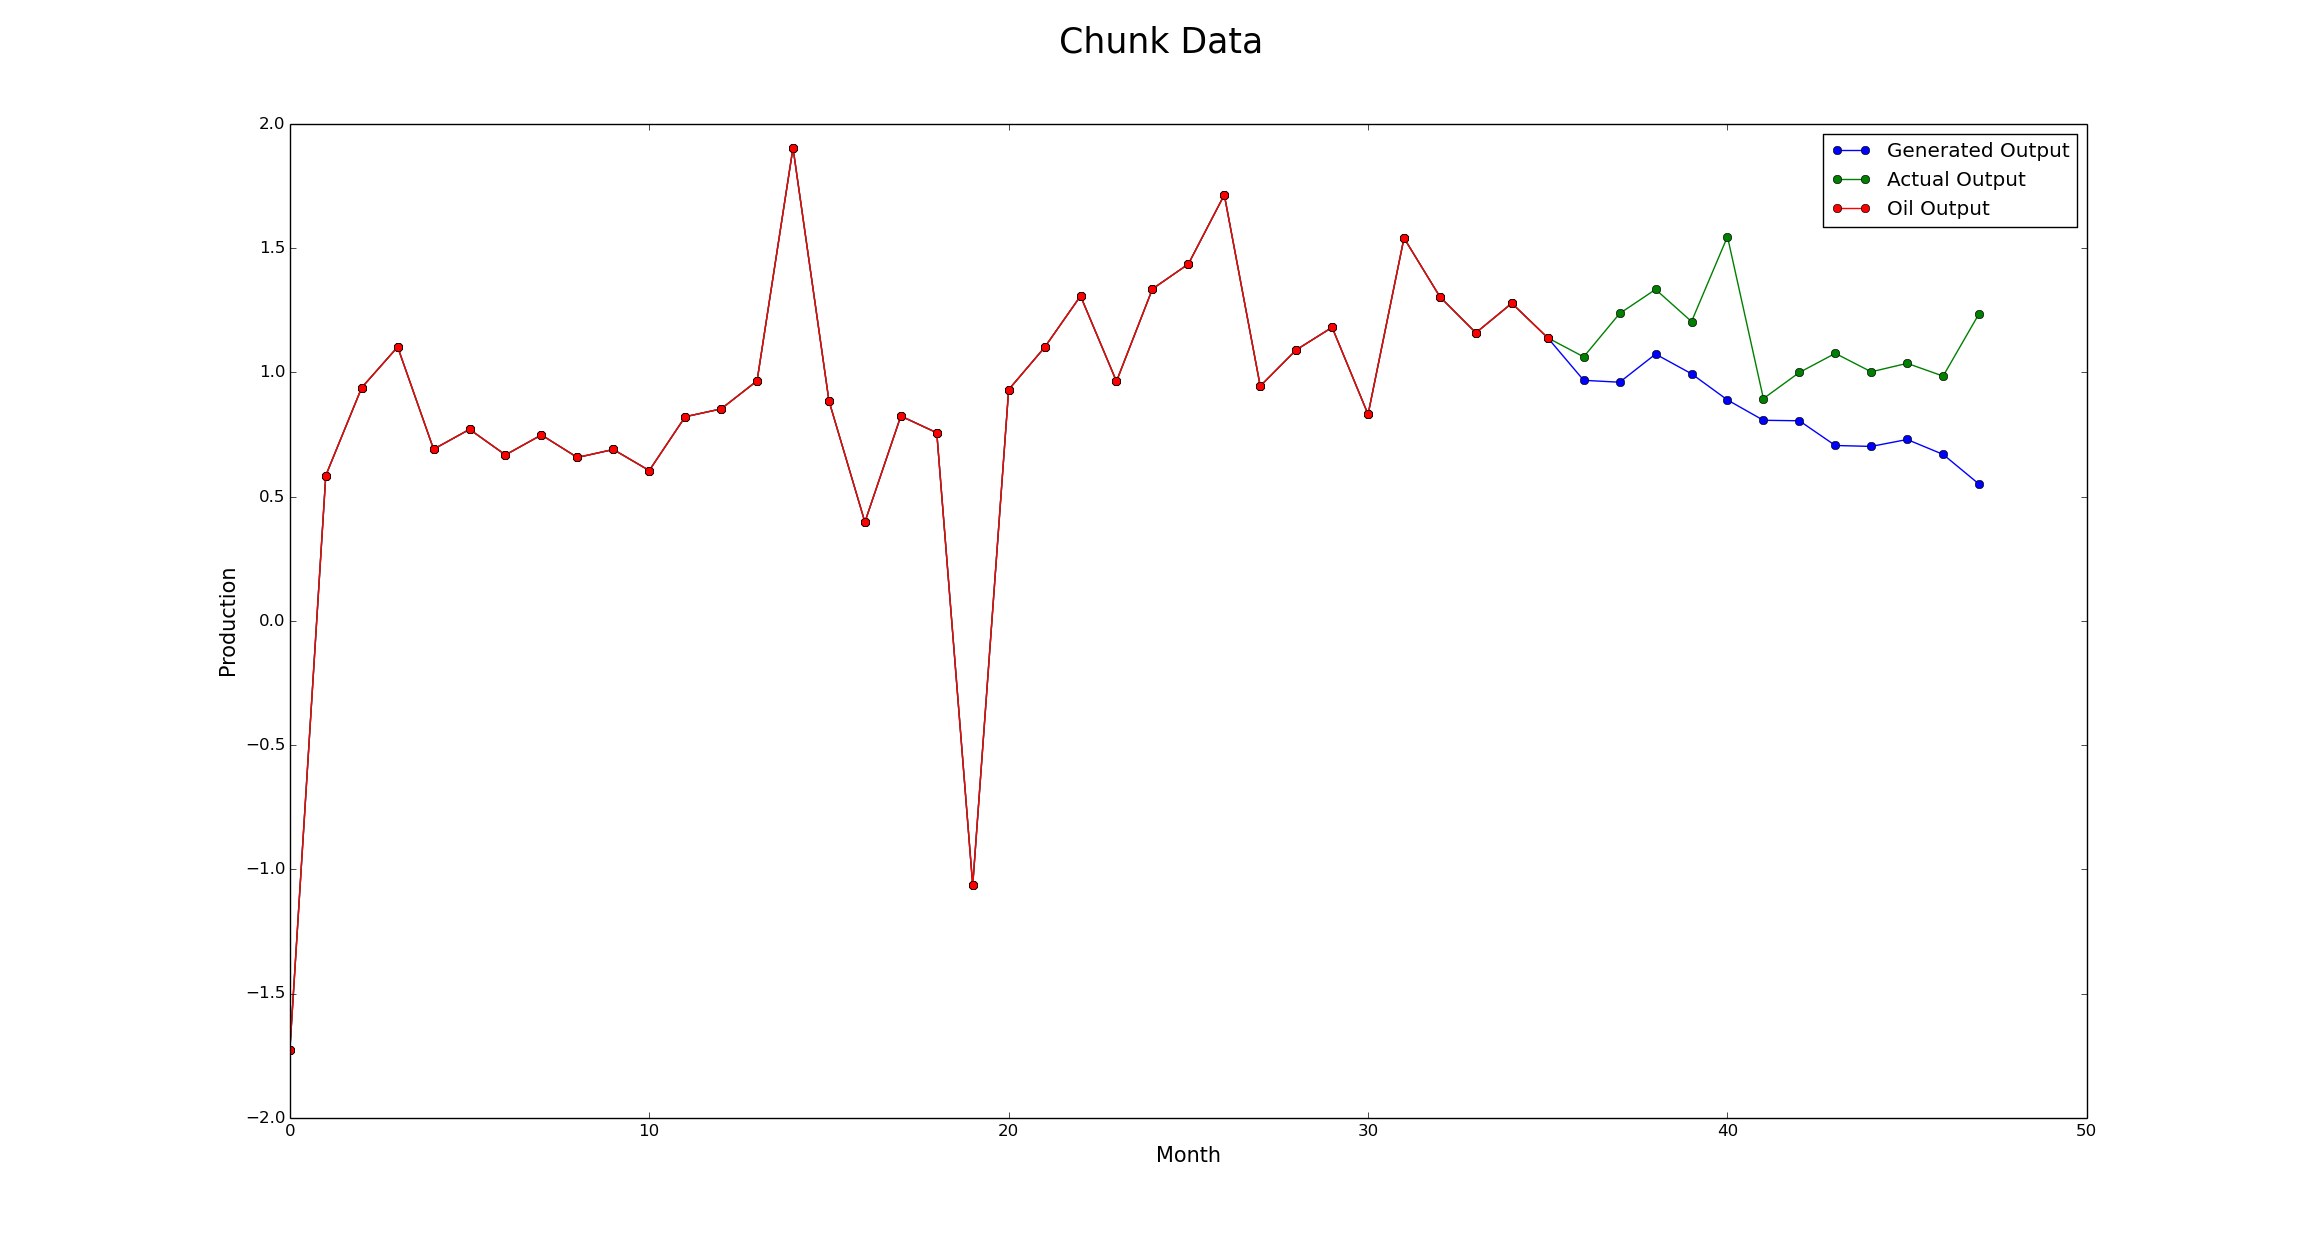 Chunk Data
2.0
1.5
1.0
0.5
0.0
−0.5
−1.0
−1.5
−2.0
Production
0 10 20 30 40 50
Month
Generated Output
Actual Output
Oil Output